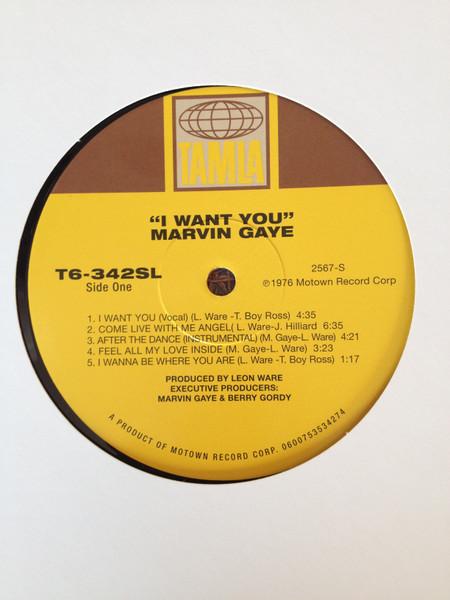 TAMLA
"I WANT YOU"
MARVIN GAYE
T6-342SL
Side One
2567-S
℗1976 Motown Record Corp
1. I WANT YOU (Vocal) (L. Ware -T. Boy Ross) 4:35
2. COME LIVE WITH ME ANGEL( L. Ware-J. Hilliard) 6:35
3. AFTER THE DANCE (INSTRUMENTAL) (M. Gaye-L. Ware) 4:21
4. FEEL ALL MY LOVE INSIDE (M. Gaye-L. Ware) 3:23
5. I WANNA BE WHERE YOU ARE (L. Ware -T. Boy Ross) 1:17
PRODUCED BY LEON WARE
EXECUTIVE PRODUCERS:
MARVIN GAYE & BERRY GORDY
A PRODUCT OF MOTOWN RECORD CORP. 0600753534274